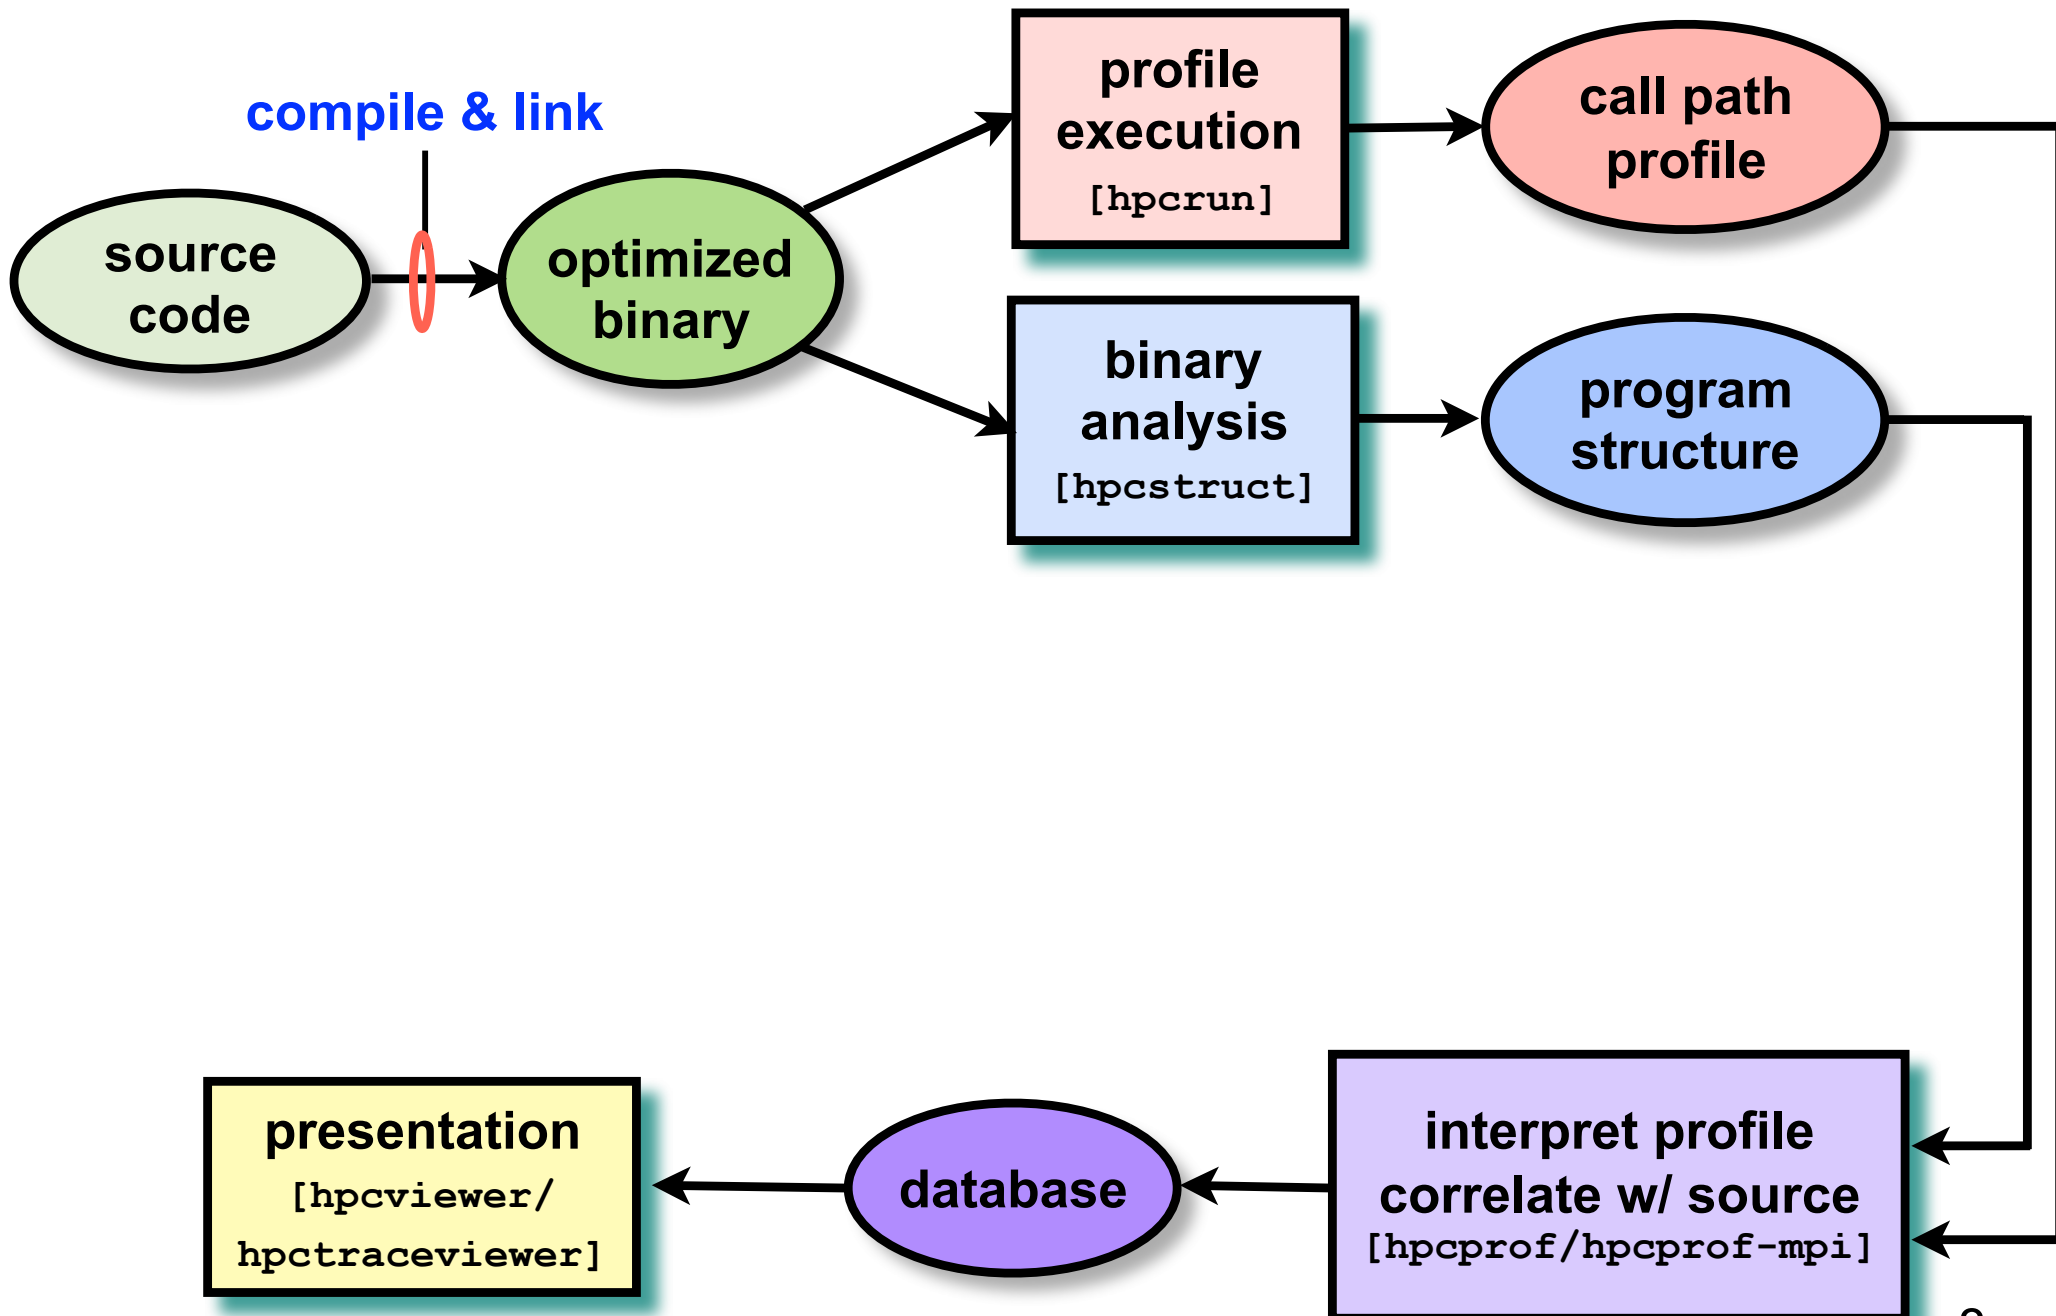 compile & link
source
code
optimized
binary
profile
execution
[hpcrun]
call path
profile
binary
analysis
[hpcstruct]
program
structure
presentation
[hpcviewer/
hpctraceviewer]
database
interpret profile
correlate w/ source
[hpcprof/hpcprof-mpi]